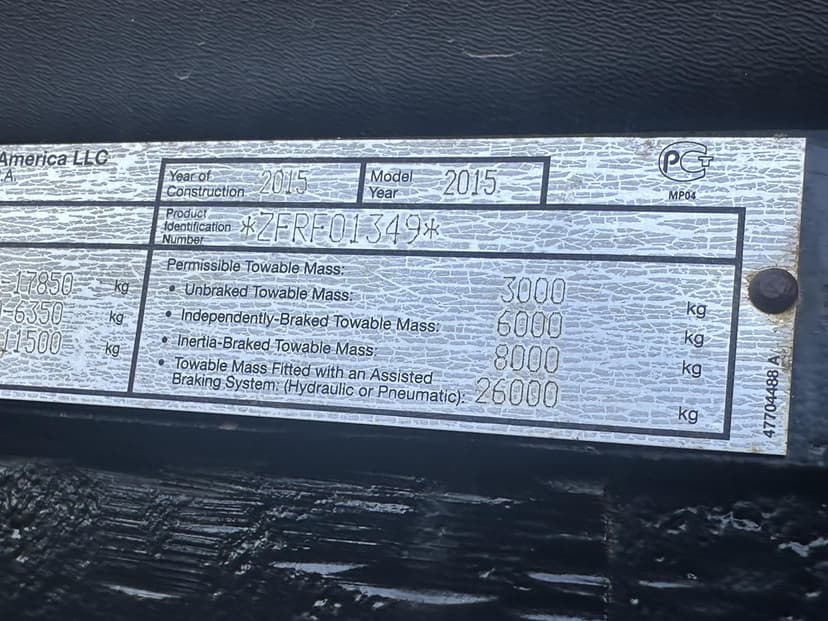 America LLC
.A.
Year of Construction 2015
Model Year 2015
PCT
MP04
Product Identification Number *ZFRF01349*
-17850 kg
-6350 kg
11500 kg
Permissible Towable Mass:
• Unbraked Towable Mass: 3000 kg
• Independently-Braked Towable Mass: 6000 kg
• Inertia-Braked Towable Mass: 8000 kg
• Towable Mass Fitted with an Assisted
Braking System: (Hydraulic or Pneumatic): 26000 kg
47704488 A